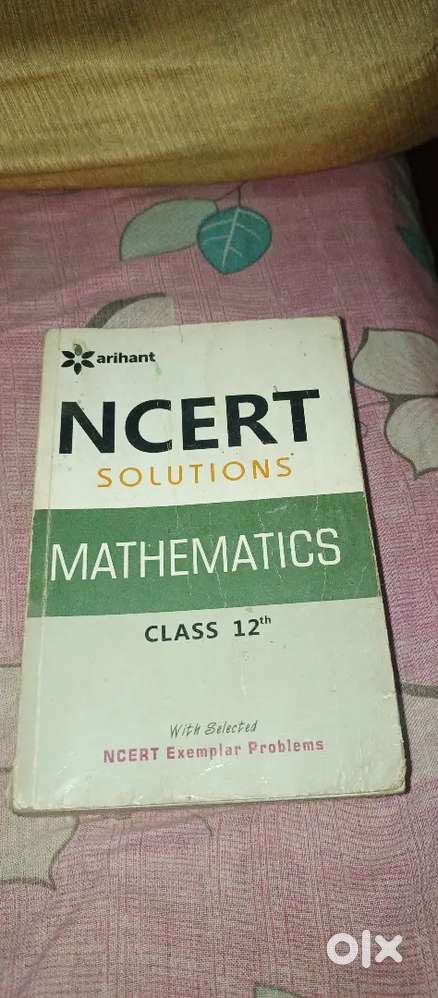 arihant
NCERT
SOLUTIONS
MATHEMATICS
CLASS 12th
With Selected
NCERT Exemplar Problems
olx